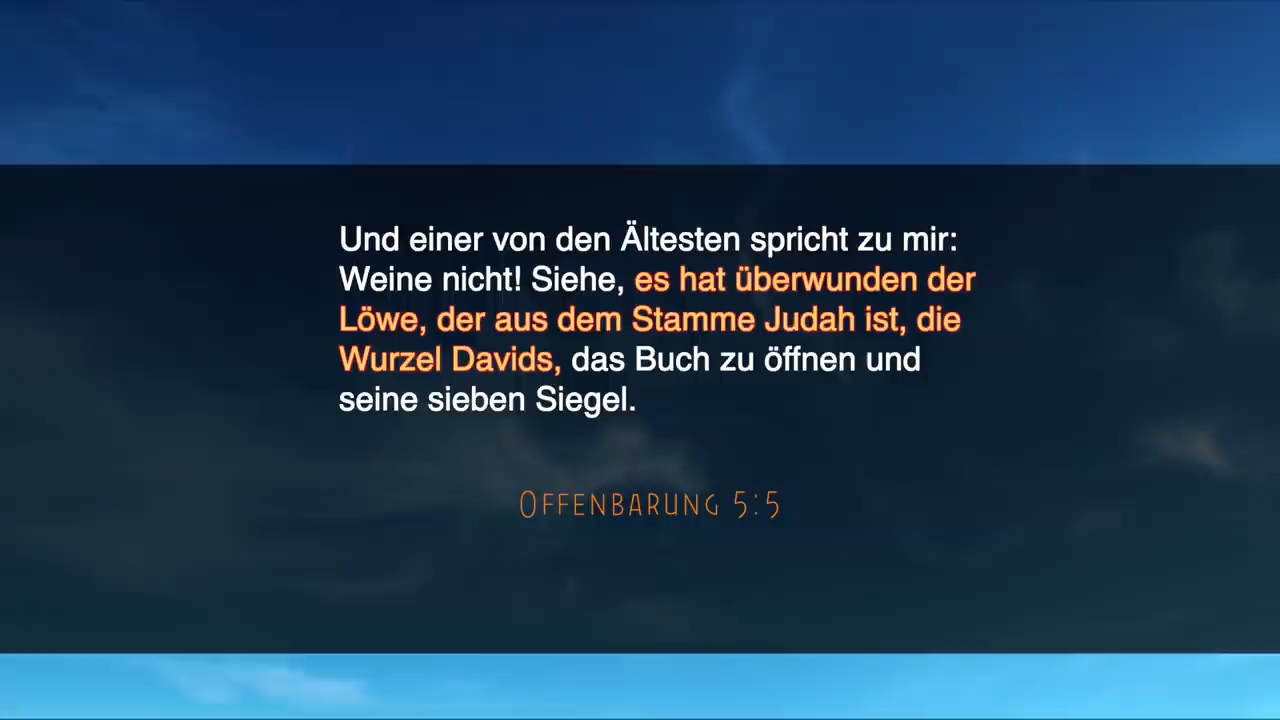 Und einer von den Ältesten spricht zu mir:
Weine nicht! Siehe, es hat überwunden der
Löwe, der aus dem Stamme Judah ist, die
Wurzel Davids, das Buch zu öffnen und
seine sieben Siegel.
Offenbarung 5:5